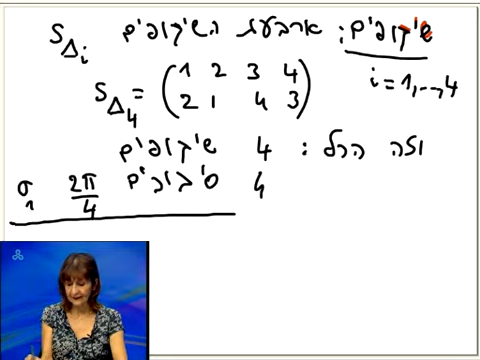 שיקופים: ארבעת השיקופים S_{Δ_i}
i = 1,...,4
S_{Δ_4} = (1 2 3 4 / 2 1 4 3)
וזה הכל: 4 שיקופים
4 סיבובים 2π/4 σ_1